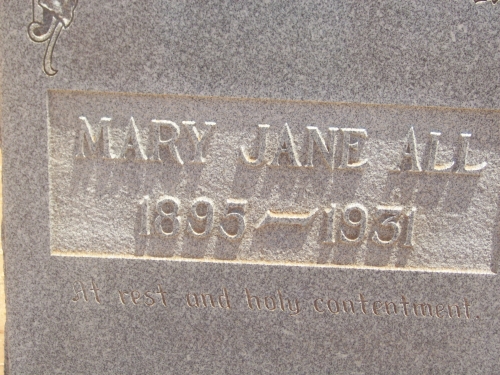 MARY JANE ALL
1895–1931
At rest and holy contentment.